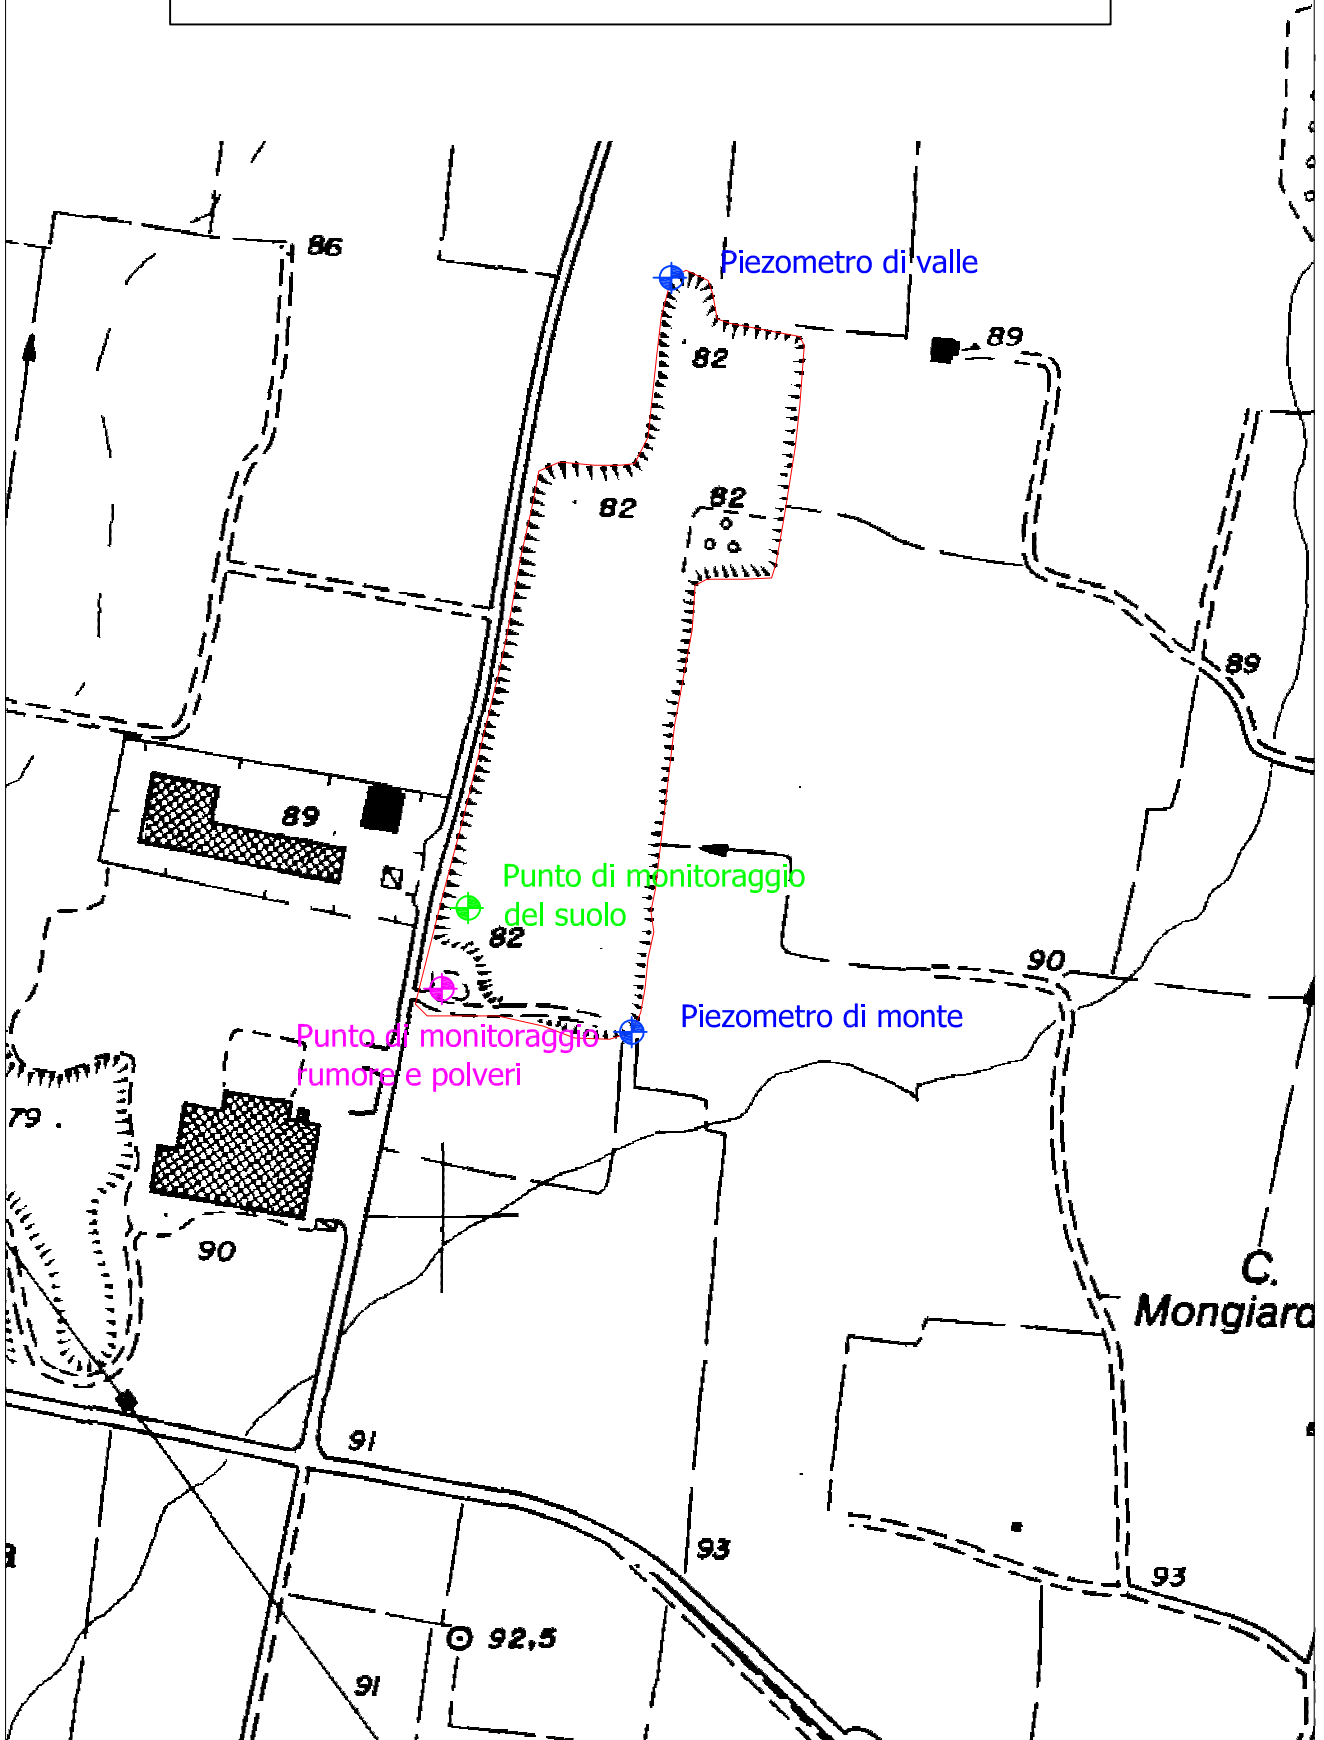 86
Piezometro di valle
89
82
82
82
89
89
Punto di monitoraggio
del suolo
82
90
Piezometro di monte
Punto di monitoraggio
rumore e polveri
79
90
C.
Mongiard
91
93
93
92,5
91